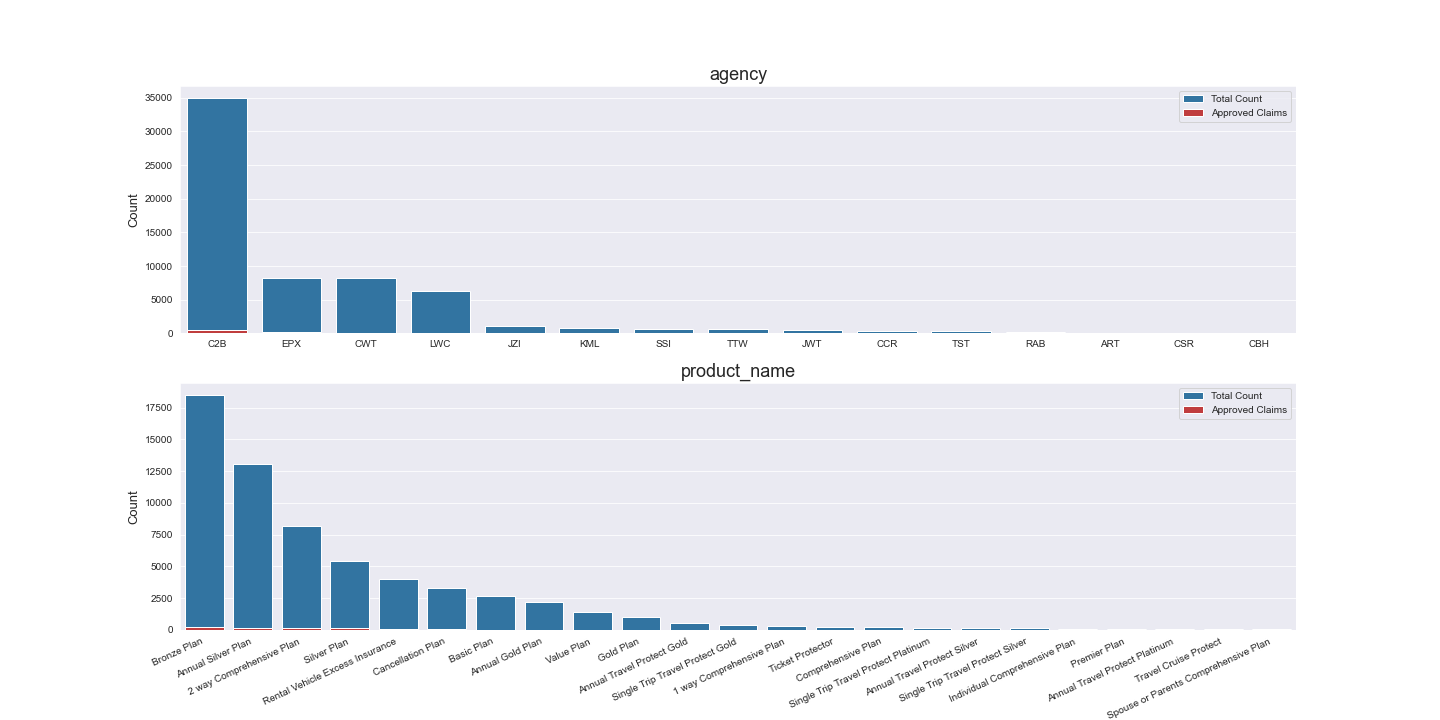 agency
Total Count
Approved Claims
35000
30000
25000
20000
15000
10000
5000
0
Count
C2B EPX CWT LWC JZI KML SSI TTW JWT CCR TST RAB ART CSR CBH
product_name
Total Count
Approved Claims
17500
15000
12500
10000
7500
5000
2500
0
Count
Bronze Plan
Annual Silver Plan
2 way Comprehensive Plan
Silver Plan
Rental Vehicle Excess Insurance
Cancellation Plan
Basic Plan
Annual Gold Plan
Value Plan
Gold Plan
Annual Travel Protect Gold
Single Trip Travel Protect Gold
1 way Comprehensive Plan
Ticket Protector
Comprehensive Plan
Single Trip Travel Protect Platinum
Annual Travel Protect Silver
Single Trip Travel Protect Silver
Individual Comprehensive Plan
Premier Plan
Annual Travel Protect Platinum
Travel Cruise Protect
Spouse or Parents Comprehensive Plan